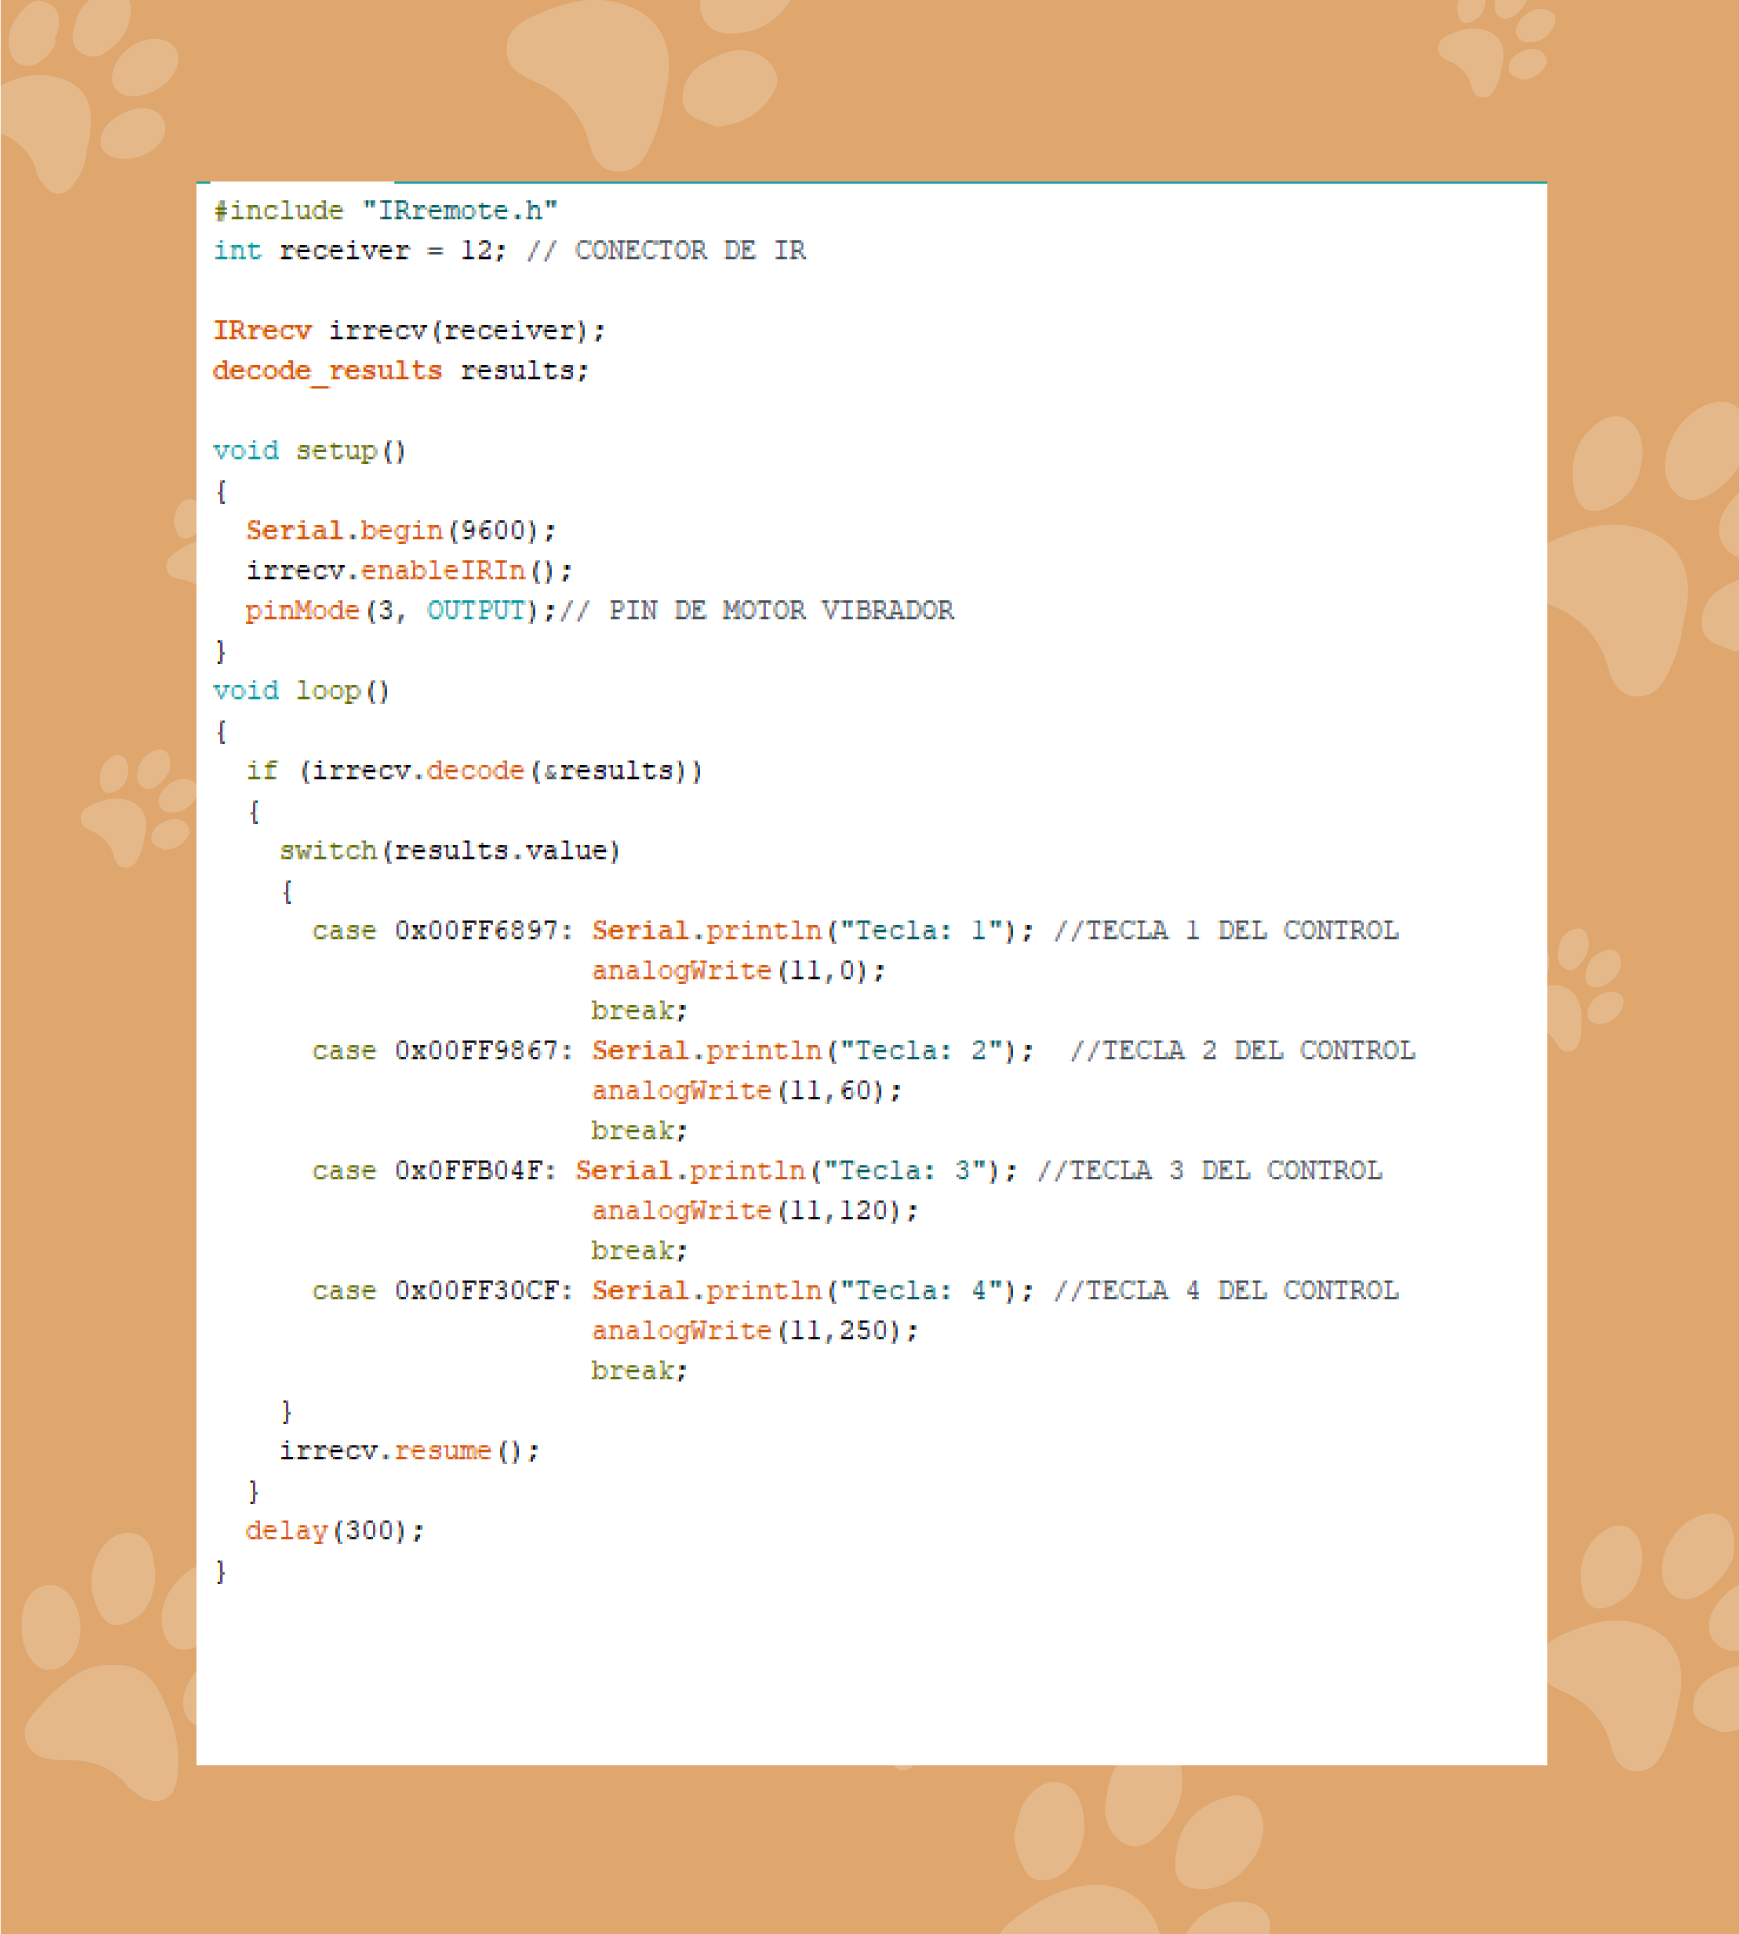 #include "IRremote.h"
int receiver = 12; // CONECTOR DE IR
IRrecv irrecv(receiver);
decode_results results;
void setup()
{
Serial.begin(9600);
irrecv.enableIRIn();
pinMode(3, OUTPUT);// PIN DE MOTOR VIBRADOR
}
void loop()
{
if (irrecv.decode(&results))
{
switch(results.value)
{
case 0x00FF6897: Serial.println("Tecla: 1"); //TECLA 1 DEL CONTROL
analogWrite(11,0);
break;
case 0x00FF9867: Serial.println("Tecla: 2");  //TECLA 2 DEL CONTROL
analogWrite(11,60);
break;
case 0x0FFB04F: Serial.println("Tecla: 3"); //TECLA 3 DEL CONTROL
analogWrite(11,120);
break;
case 0x00FF30CF: Serial.println("Tecla: 4"); //TECLA 4 DEL CONTROL
analogWrite(11,250);
break;
}
irrecv.resume();
}
delay(300);
}